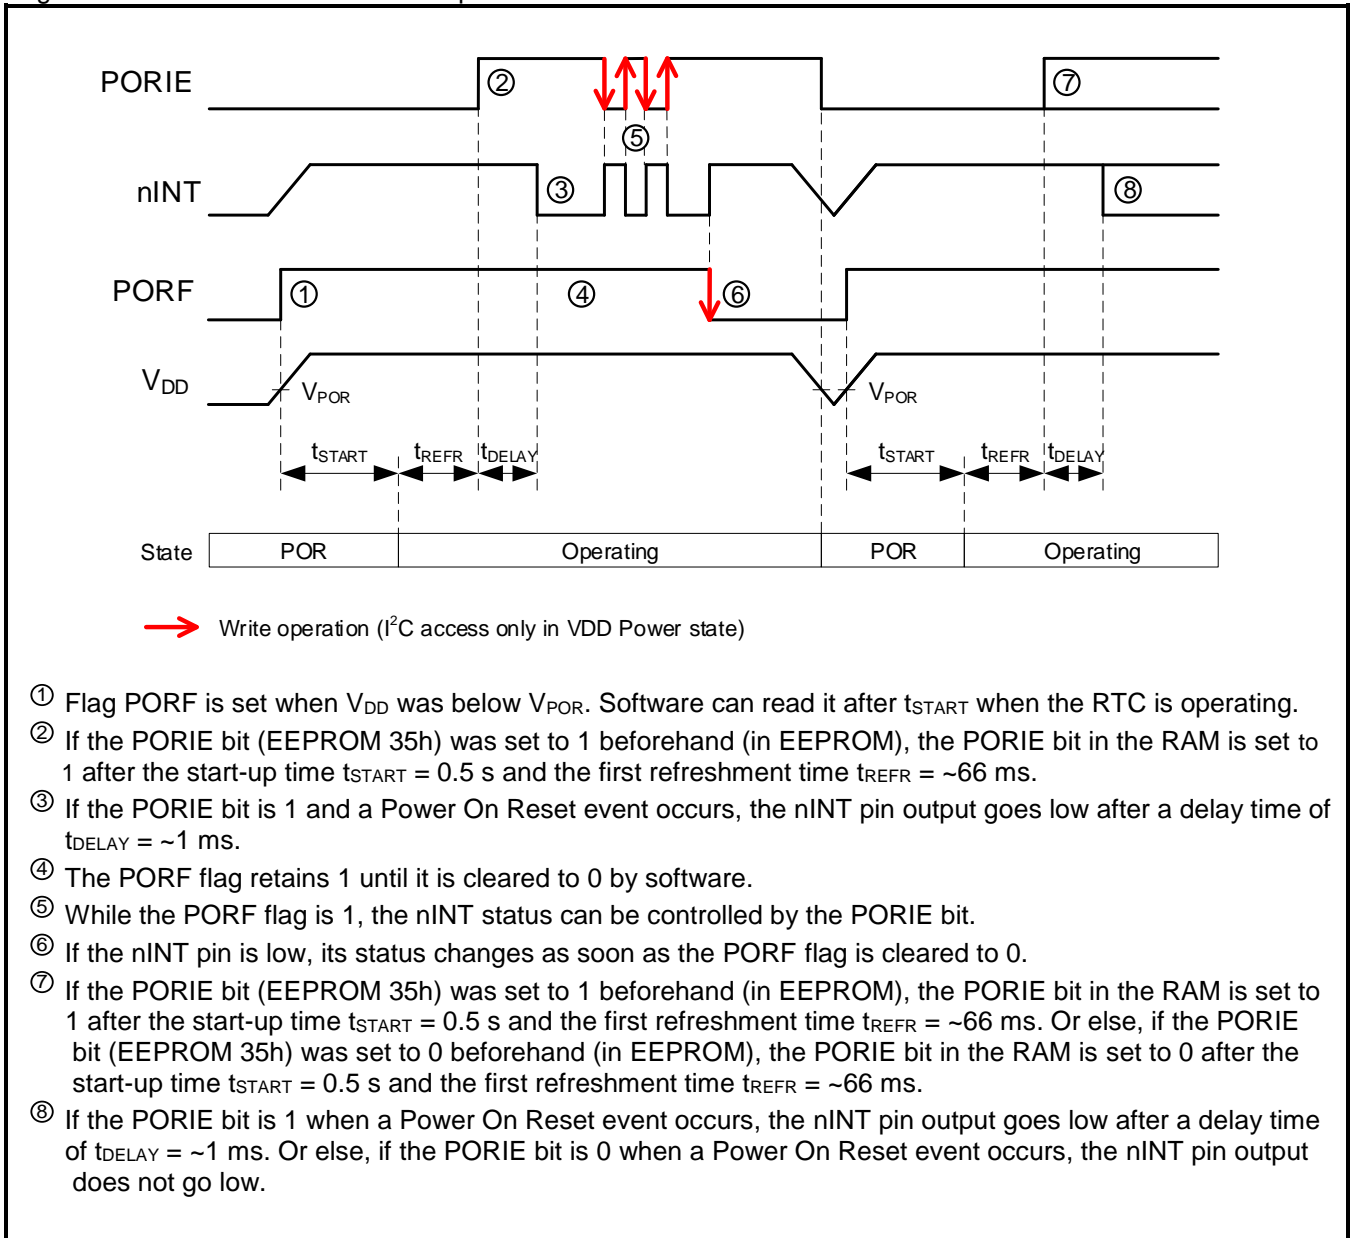 PORIE ② ⑦
⑤
nINT ③ ⑧
PORF ① ④ ⑥
VDD VPOR VPOR
tSTART tREFR tDELAY tSTART tREFR tDELAY
State POR Operating POR Operating
Write operation (I²C access only in VDD Power state)
① Flag PORF is set when VDD was below VPOR. Software can read it after tSTART when the RTC is operating.
② If the PORIE bit (EEPROM 35h) was set to 1 beforehand (in EEPROM), the PORIE bit in the RAM is set to
1 after the start-up time tSTART = 0.5 s and the first refreshment time tREFR = ~66 ms.
③ If the PORIE bit is 1 and a Power On Reset event occurs, the nINT pin output goes low after a delay time of
tDELAY = ~1 ms.
④ The PORF flag retains 1 until it is cleared to 0 by software.
⑤ While the PORF flag is 1, the nINT status can be controlled by the PORIE bit.
⑥ If the nINT pin is low, its status changes as soon as the PORF flag is cleared to 0.
⑦ If the PORIE bit (EEPROM 35h) was set to 1 beforehand (in EEPROM), the PORIE bit in the RAM is set to
1 after the start-up time tSTART = 0.5 s and the first refreshment time tREFR = ~66 ms. Or else, if the PORIE
bit (EEPROM 35h) was set to 0 beforehand (in EEPROM), the PORIE bit in the RAM is set to 0 after the
start-up time tSTART = 0.5 s and the first refreshment time tREFR = ~66 ms.
⑧ If the PORIE bit is 1 when a Power On Reset event occurs, the nINT pin output goes low after a delay time
of tDELAY = ~1 ms. Or else, if the PORIE bit is 0 when a Power On Reset event occurs, the nINT pin output
does not go low.